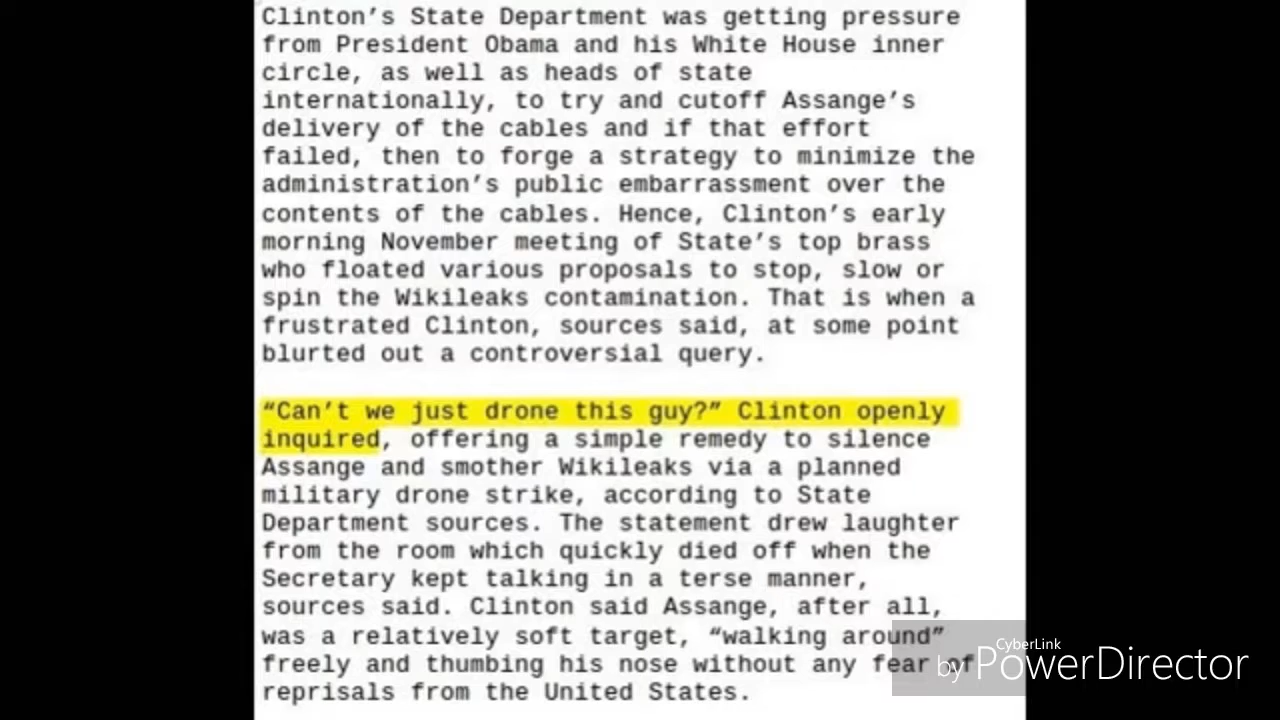 Clinton’s State Department was getting pressure
from President Obama and his White House inner
circle, as well as heads of state
internationally, to try and cutoff Assange’s
delivery of the cables and if that effort
failed, then to forge a strategy to minimize the
administration’s public embarrassment over the
contents of the cables. Hence, Clinton’s early
morning November meeting of State’s top brass
who floated various proposals to stop, slow or
spin the Wikileaks contamination. That is when a
frustrated Clinton, sources said, at some point
blurted out a controversial query.
“Can’t we just drone this guy?” Clinton openly
inquired, offering a simple remedy to silence
Assange and smother Wikileaks via a planned
military drone strike, according to State
Department sources. The statement drew laughter
from the room which quickly died off when the
Secretary kept talking in a terse manner,
sources said. Clinton said Assange, after all,
was a relatively soft target, “walking around”
freely and thumbing his nose without any fear of
reprisals from the United States.
CyberLink
by PowerDirector